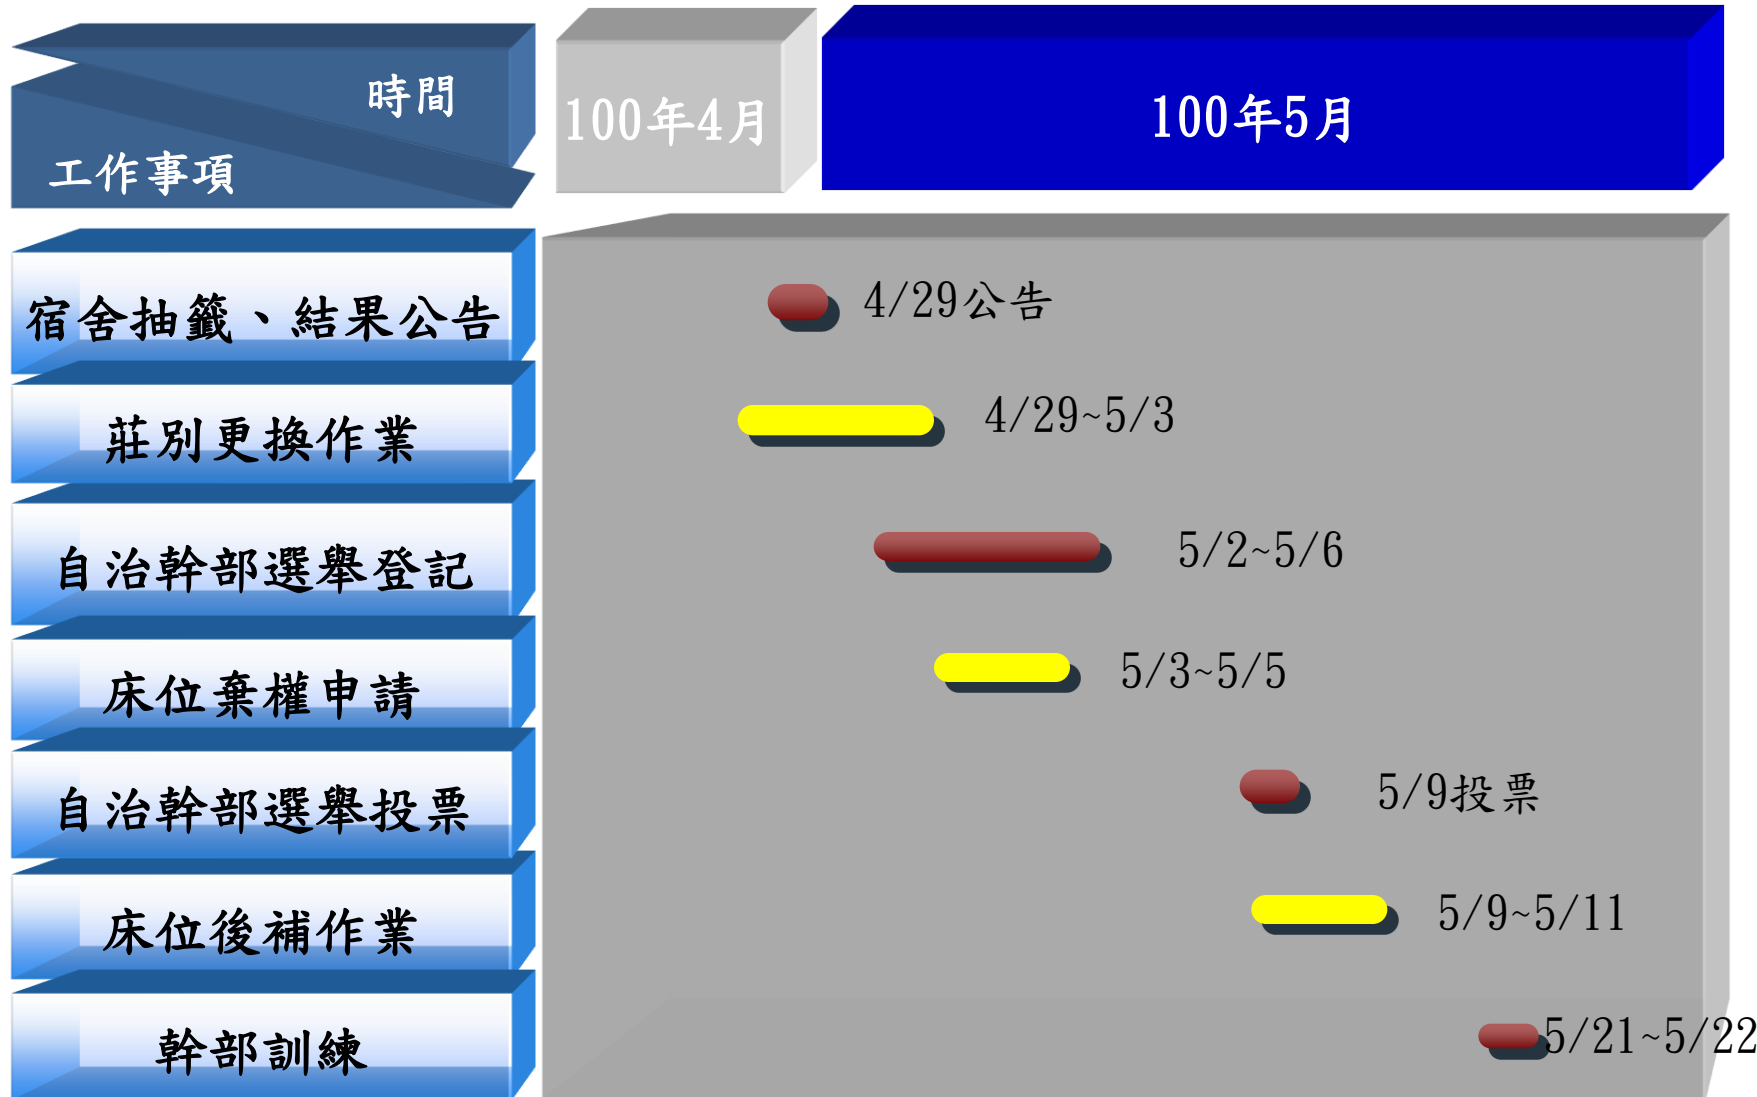 時間
工作事項
100年4月
100年5月
宿舍抽籤、結果公告
4/29公告
莊別更換作業
4/29~5/3
自治幹部選舉登記
5/2~5/6
床位棄權申請
5/3~5/5
自治幹部選舉投票
5/9投票
床位後補作業
5/9~5/11
幹部訓練
5/21~5/22